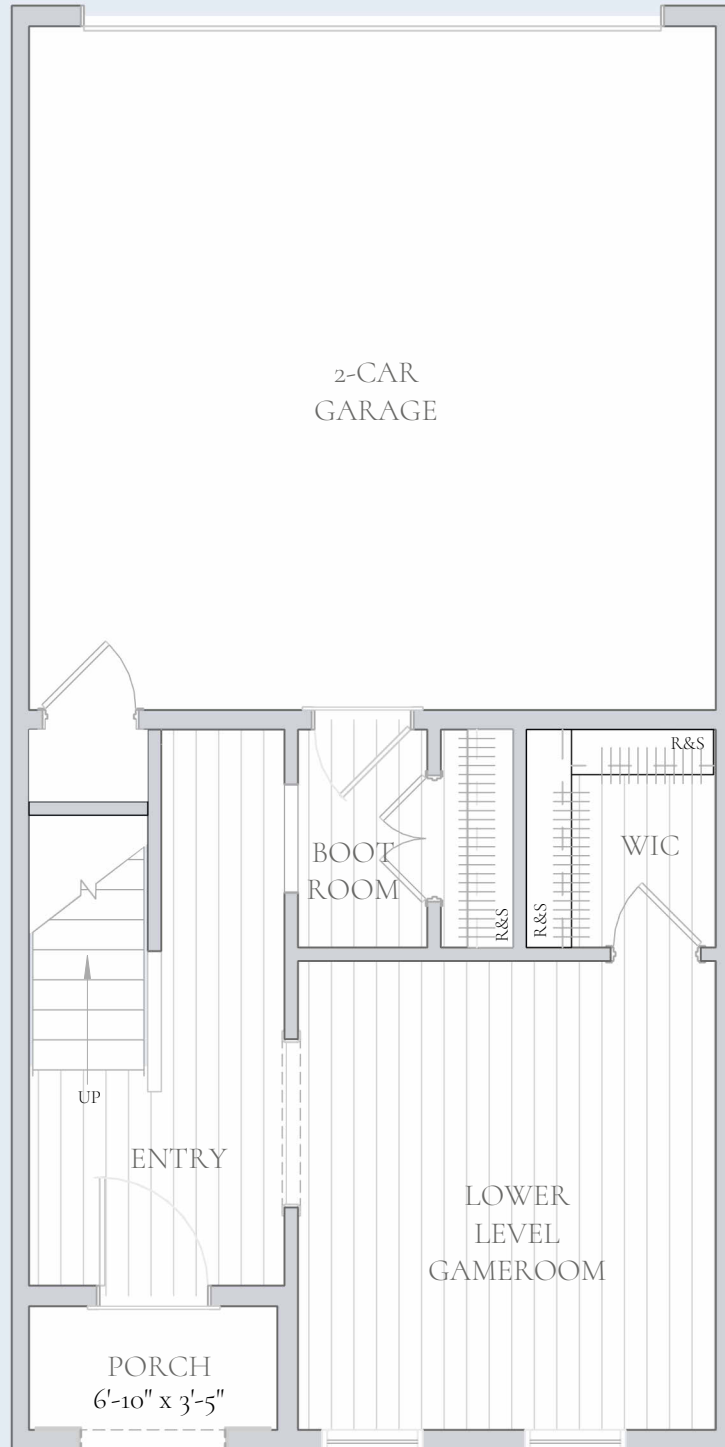 2-CAR
GARAGE
R&S
BOOT
ROOM
WIC
R&S
R&S
UP
ENTRY
LOWER
LEVEL
GAMEROOM
PORCH
6'-10" x 3'-5"